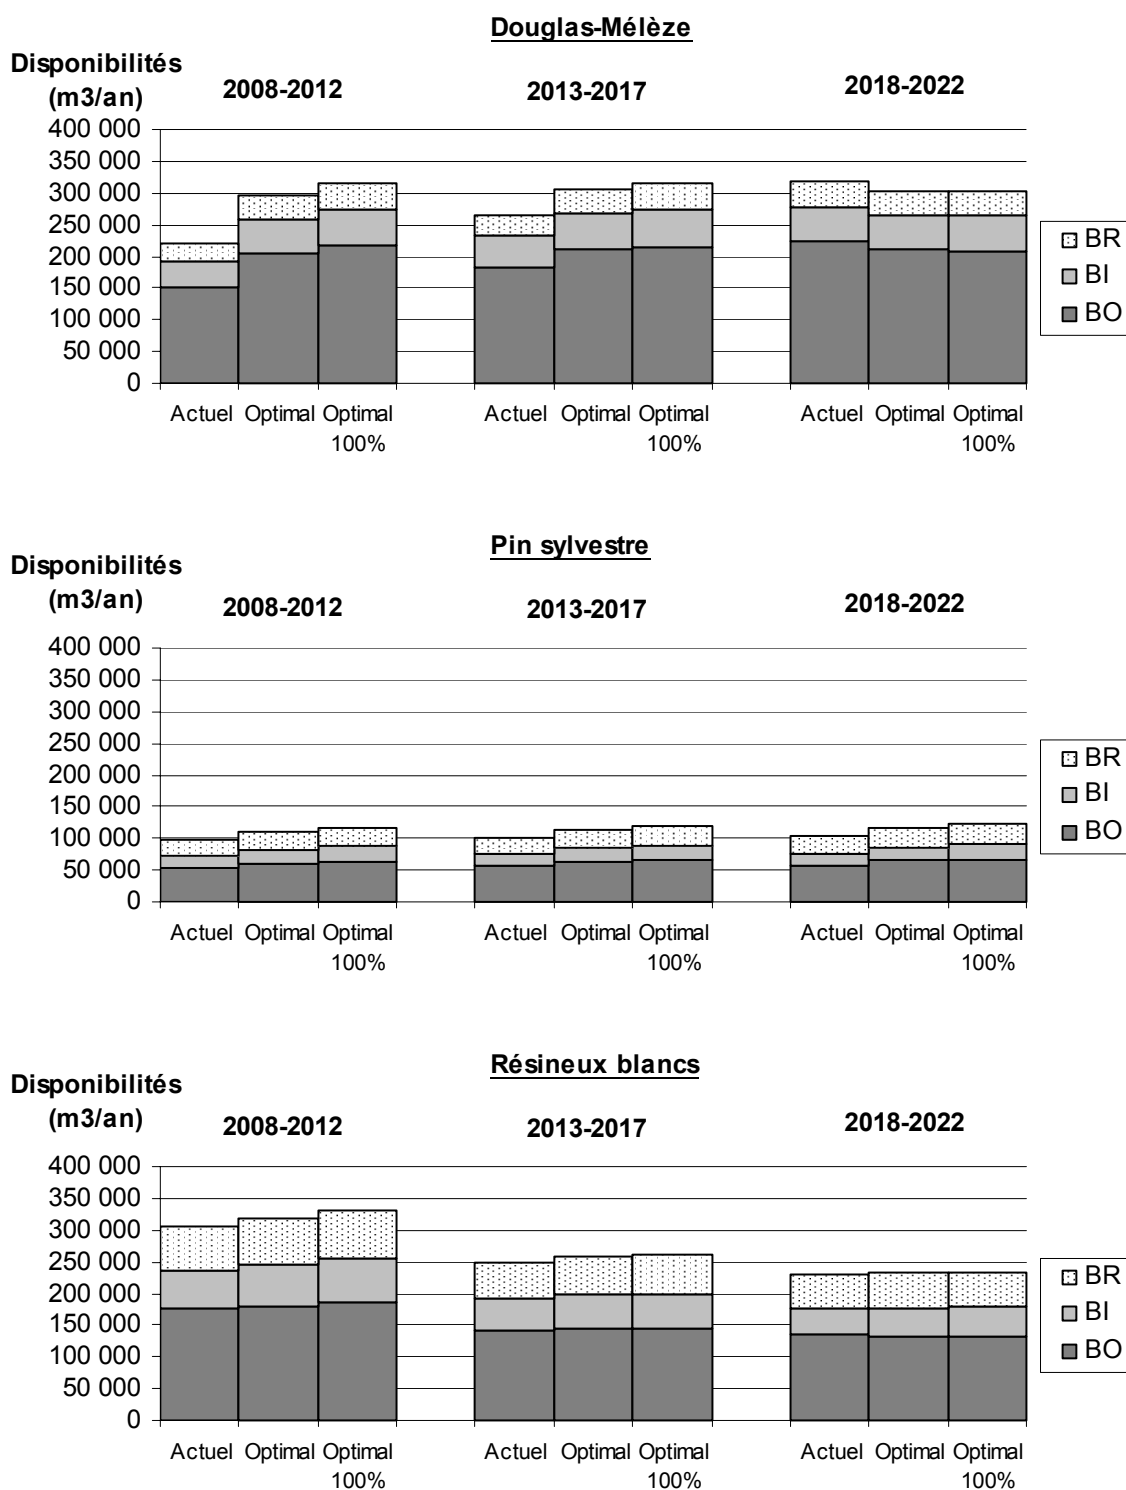 Douglas-Mélèze
Disponibilités
(m3/an)
2008-2012
2013-2017
2018-2022
400 000
350 000
300 000
250 000
200 000
150 000
100 000
50 000
0
BR
BI
BO
Actuel Optimal Optimal
100%
Actuel Optimal Optimal
100%
Actuel Optimal Optimal
100%
Pin sylvestre
Disponibilités
(m3/an)
2008-2012
2013-2017
2018-2022
400 000
350 000
300 000
250 000
200 000
150 000
100 000
50 000
0
BR
BI
BO
Actuel Optimal Optimal
100%
Actuel Optimal Optimal
100%
Actuel Optimal Optimal
100%
Résineux blancs
Disponibilités
(m3/an)
2008-2012
2013-2017
2018-2022
400 000
350 000
300 000
250 000
200 000
150 000
100 000
50 000
0
BR
BI
BO
Actuel Optimal Optimal
100%
Actuel Optimal Optimal
100%
Actuel Optimal Optimal
100%